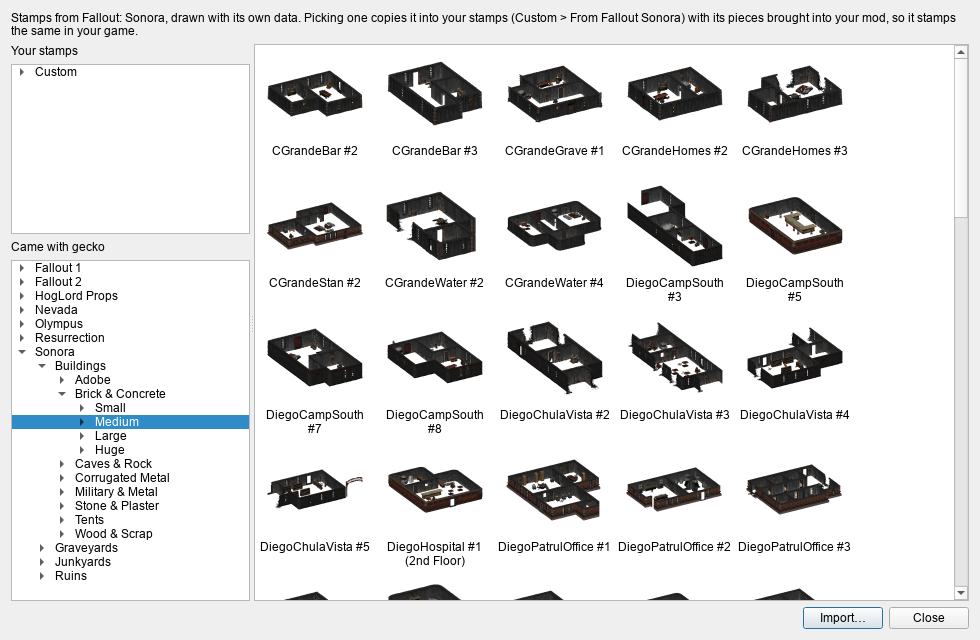 Stamps from Fallout: Sonora, drawn with its own data. Picking one copies it into your stamps (Custom > From Fallout Sonora) with its pieces brought into your mod, so it stamps
the same in your game.
Your stamps
Custom
Came with gecko
Fallout 1
Fallout 2
HogLord Props
Nevada
Olympus
Resurrection
Sonora
Buildings
Adobe
Brick & Concrete
Small
Medium
Large
Huge
Caves & Rock
Corrugated Metal
Military & Metal
Stone & Plaster
Tents
Wood & Scrap
Graveyards
Junkyards
Ruins
CGrandeBar #2
CGrandeBar #3
CGrandeGrave #1
CGrandeHomes #2
CGrandeHomes #3
CGrandeStan #2
CGrandeWater #2
CGrandeWater #4
DiegoCampSouth
#3
DiegoCampSouth
#5
DiegoCampSouth
#7
DiegoCampSouth
#8
DiegoChulaVista #2
DiegoChulaVista #3
DiegoChulaVista #4
DiegoChulaVista #5
DiegoHospital #1
(2nd Floor)
DiegoPatrulOffice #1
DiegoPatrulOffice #2
DiegoPatrulOffice #3
Import…
Close